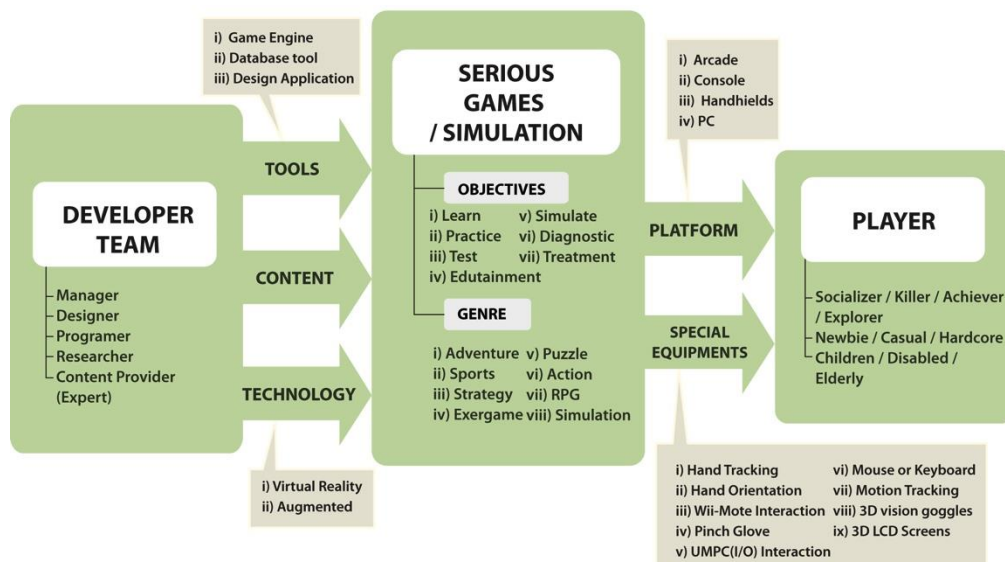 i) Game Engine
ii) Database tool
iii) Design Application
DEVELOPER
TEAM
Manager
Designer
Programer
Researcher
Content Provider
(Expert)
TOOLS
CONTENT
TECHNOLOGY
i) Virtual Reality
ii) Augmented
SERIOUS
GAMES
/ SIMULATION
OBJECTIVES
i) Learn
ii) Practice
iii) Test
iv) Edutainment
v) Simulate
vi) Diagnostic
vii) Treatment
GENRE
i) Adventure
ii) Sports
iii) Strategy
iv) Exergame
v) Puzzle
vi) Action
vii) RPG
viii) Simulation
i) Arcade
ii) Console
iii) Handhields
iv) PC
PLATFORM
SPECIAL
EQUIPMENTS
i) Hand Tracking
ii) Hand Orientation
iii) Wii-Mote Interaction
iv) Pinch Glove
v) UMPC(I/O) Interaction
vi) Mouse or Keyboard
vii) Motion Tracking
viii) 3D vision goggles
ix) 3D LCD Screens
PLAYER
Socializer / Killer / Achiever
/ Explorer
Newbie / Casual / Hardcore
Children / Disabled /
Elderly